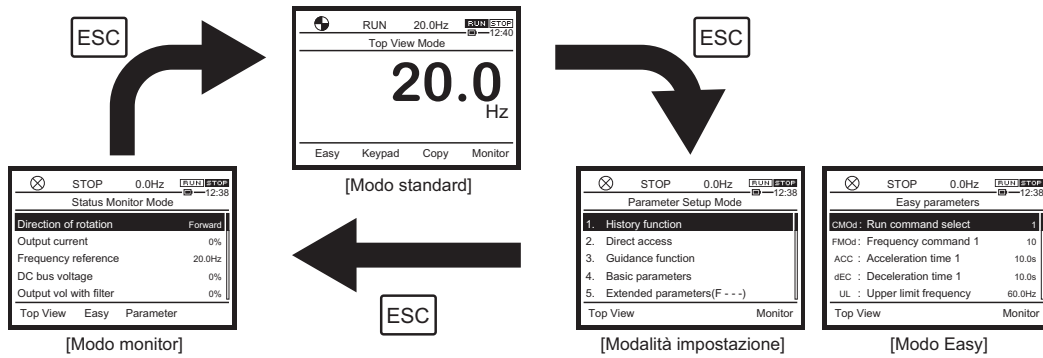 ESC
RUN 20.0Hz RUN STOP
12:40
Top View Mode
20.0
Hz
Easy Keypad Copy Monitor
[Modo standard]
ESC
STOP 0.0Hz RUN STOP
12:38
Status Monitor Mode
Direction of rotation Forward
Output current 0%
Frequency reference 20.0Hz
DC bus voltage 0%
Output vol with filter 0%
Top View Easy Parameter
[Modo monitor]
ESC
STOP 0.0Hz RUN STOP
12:38
Parameter Setup Mode
1. History function
2. Direct access
3. Guidance function
4. Basic parameters
5. Extended parameters(F - - -)
Top View Monitor
[Modalità impostazione]
STOP 0.0Hz RUN STOP
12:38
Easy parameters
CMOd : Run command select 1
FMOd : Frequency command 1 10
ACC : Acceleration time 1 10.0s
dEC : Deceleration time 1 10.0s
UL : Upper limit frequency 60.0Hz
Top View Monitor
[Modo Easy]